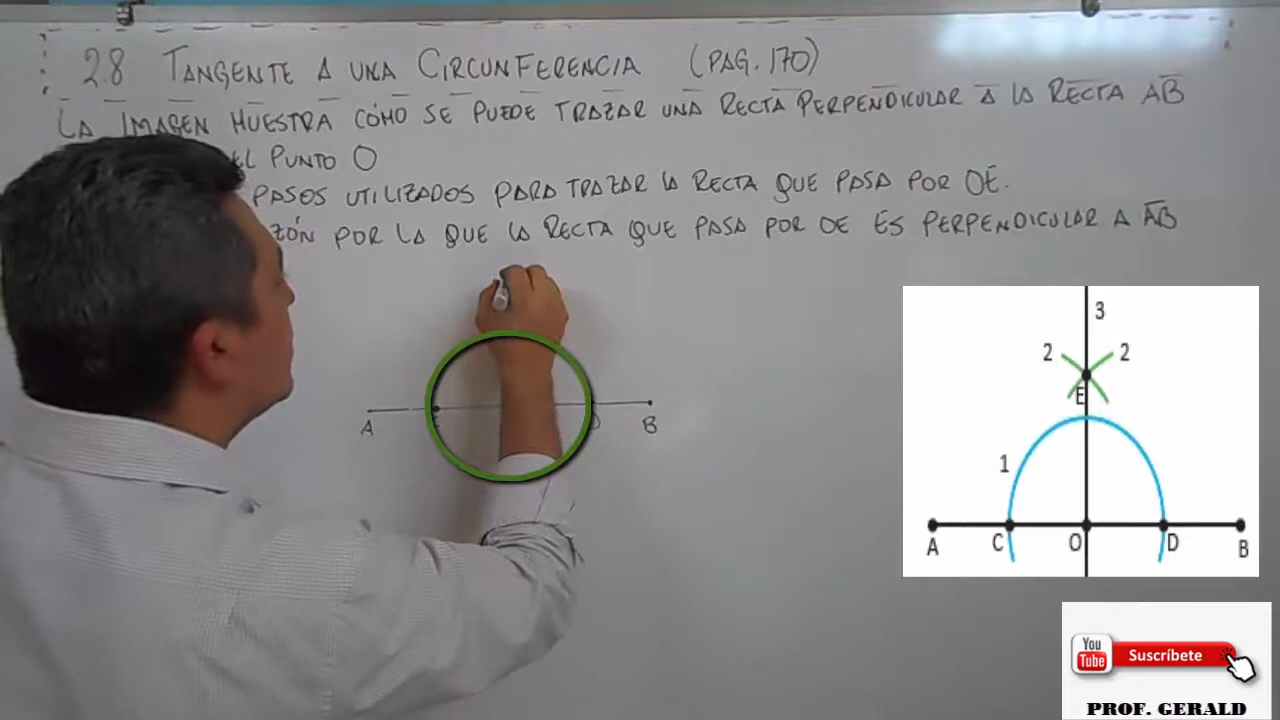 2.8 TANGENTE A UNA CIRCUNFERENCIA (PAG. 170)
LA IMAGEN MUESTRA CÓMO SE PUEDE TRAZAR UNA RECTA PERPENDICULAR A LA RECTA AB
EL PUNTO O
PASOS UTILIZADOS PARA TRAZAR LA RECTA QUE PASA POR OE.
ZÓN POR LA QUE LA RECTA QUE PASA POR OE ES PERPENDICULAR A AB
A B
3
2 2
E
1
A C O D B
You
Tube Suscríbete
PROF. GERALD